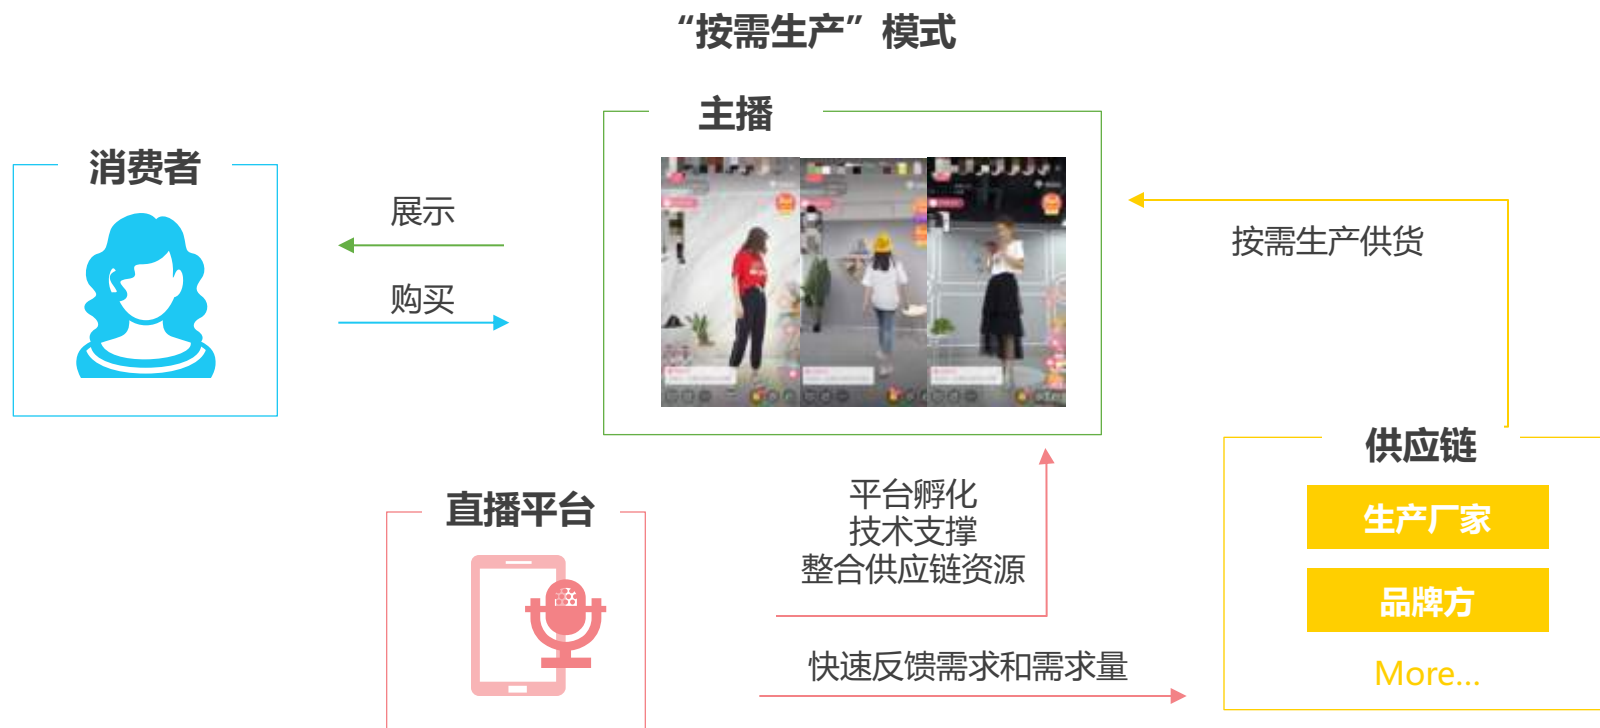 “按需生产”模式
主播
消费者
展示
购买
按需生产供货
供应链
生产厂家
品牌方
More...
直播平台
平台孵化
技术支撑
整合供应链资源
快速反馈需求和需求量